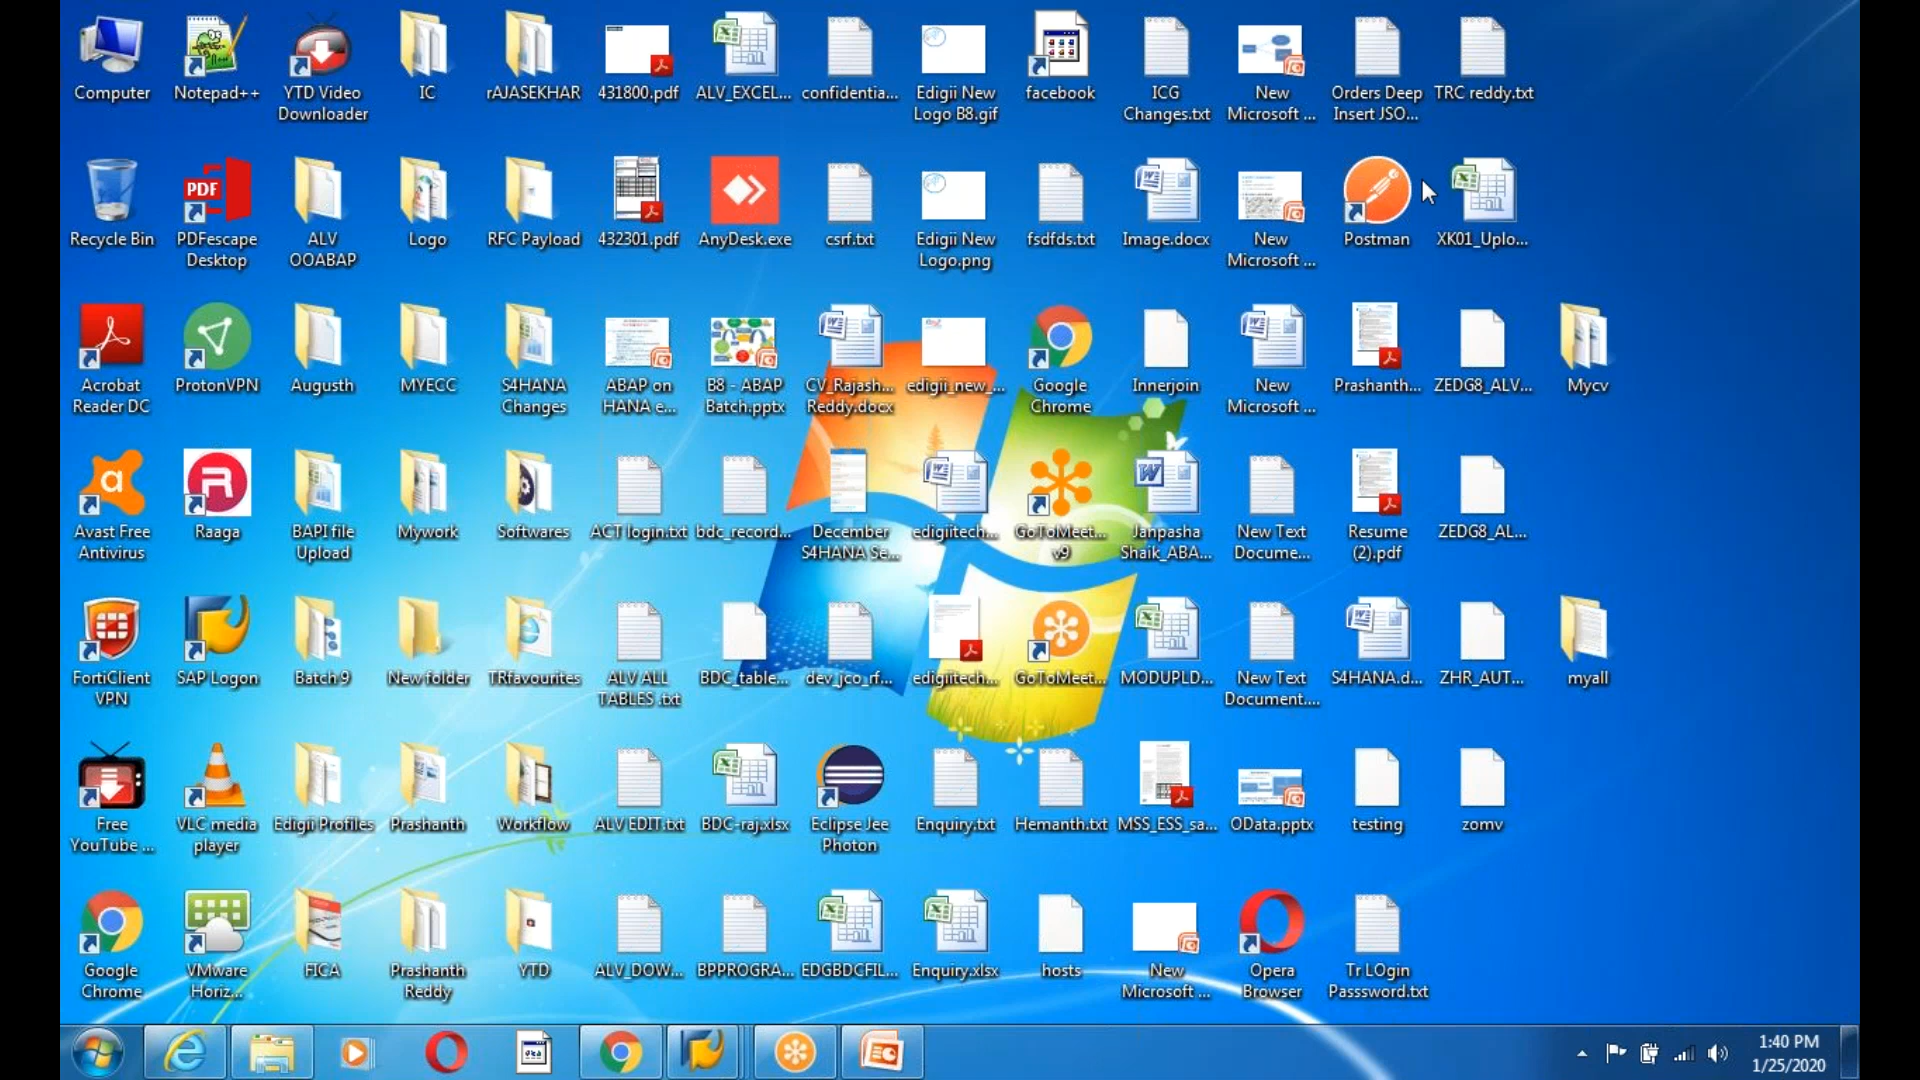 Computer
Notepad++
YTD Video
Downloader
IC
rAJASEKHAR
431800.pdf
ALV_EXCEL...
confidentia...
Edigii New
Logo B8.gif
facebook
ICG
Changes.txt
New
Microsoft ...
Orders Deep
Insert JSO...
TRC reddy.txt
Recycle Bin
PDF
PDFescape
Desktop
ALV
OOABAP
Logo
RFC Payload
432301.pdf
AnyDesk.exe
csrf.txt
Edigii New
Logo.png
fsdfds.txt
Image.docx
New
Microsoft ...
Postman
XK01_Uplo...
Acrobat
Reader DC
ProtonVPN
Augusth
MYECC
S4HANA
Changes
ABAP on
HANA e...
B8 - ABAP
Batch.pptx
CV_Rajash...
Reddy.docx
edigii_new_...
Google
Chrome
Innerjoin
New
Microsoft ...
Prashanth...
ZEDG8_ALV...
Mycv
Avast Free
Antivirus
Raaga
BAPI file
Upload
Mywork
Softwares
ACT login.txt
bdc_record...
December
S4HANA Se...
edigiitech...
GoToMeet...
v9
Janpasha
Shaik_ABA...
New Text
Docume...
Resume
(2).pdf
ZEDG8_AL...
FortiClient
VPN
SAP Logon
Batch 9
New folder
TRfavourites
ALV ALL
TABLES .txt
BDC_table...
dev_jco_rf...
edigiitech...
GoToMeet...
MODUPLD...
New Text
Document....
S4HANA.d...
ZHR_AUT...
myall
Free
YouTube ...
VLC media
player
Edigii Profiles
Prashanth
Workflow
ALV EDIT.txt
BDC-raj.xlsx
Eclipse Jee
Photon
Enquiry.txt
Hemanth.txt
MSS_ESS_sa...
OData.pptx
testing
zomv
Google
Chrome
VMware
Horiz...
FICA
Prashanth
Reddy
YTD
ALV_DOW...
BPPROGRA...
EDGBDCFIL...
Enquiry.xlsx
hosts
New
Microsoft ...
Opera
Browser
Tr LOgin
Passsword.txt
1:40 PM
1/25/2020